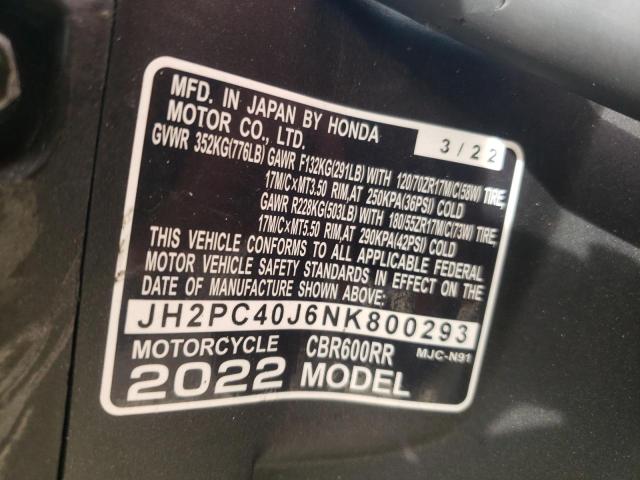 MFD. IN JAPAN BY HONDA
MOTOR CO., LTD. 3/22
GVWR 352KG(776LB) GAWR F132KG(291LB) WITH 120/70ZR17M/C(58W) TIRE,
17M/C×MT3.50 RIM,AT 250KPA(36PSI) COLD
GAWR R228KG(503LB) WITH 180/55ZR17M/C(73W) TIRE,
17M/C×MT5.50 RIM,AT 290KPA(42PSI) COLD
THIS VEHICLE CONFORMS TO ALL APPLICABLE FEDERAL
MOTOR VEHICLE SAFETY STANDARDS IN EFFECT ON THE
DATE OF MANUFACTURE SHOWN ABOVE.
JH2PC40J6NK800293
MOTORCYCLE CBR600RR MJC-N91
2022 MODEL